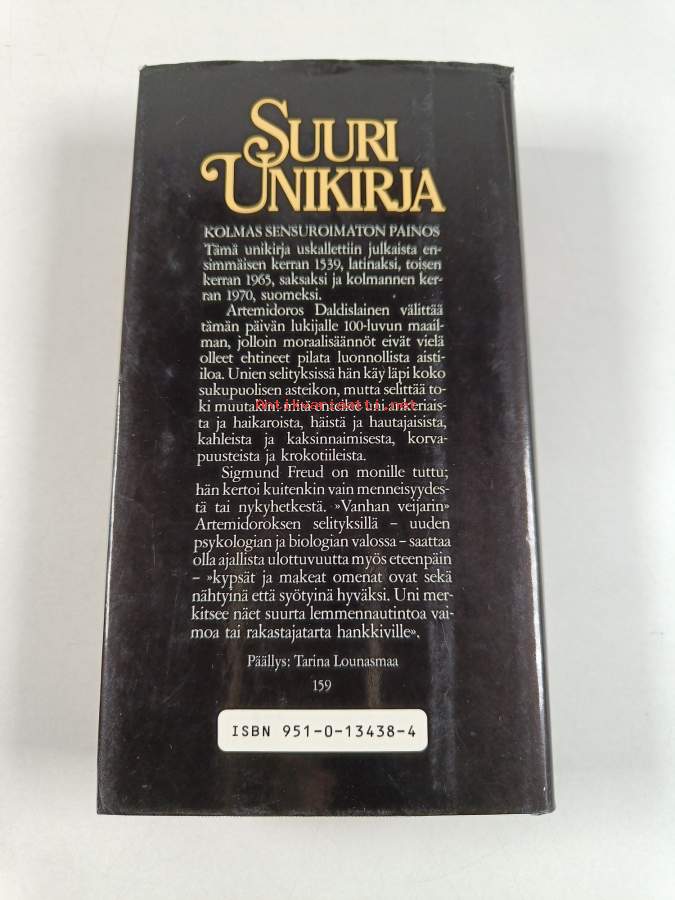 SUURI
UNIKIRJA
KOLMAS SENSUROIMATON PAINOS
Tämä unikirja uskallettiin julkaista en-
simmäisen kerran 1539, latinaksi, toisen
kerran 1965, saksaksi ja kolmannen ker-
ran 1970, suomeksi.
Artemidoros Daldislainen välittää
tämän päivän lukijalle 100-luvun maail-
man, jolloin moraalisäännöt eivät vielä
olleet ehtineet pilata luonnollista aisti-
iloa. Unien selityksissä hän käy läpi koko
sukupuolisen asteikon, mutta selittää to-
ki muutakin: mitä enteilee uni ankeriais-
Antikvariaatti.net
ta ja haikaroista, häistä ja hautajaisista,
kahleista ja kaksinnaimisesta, korva-
puusteista ja krokotiileista.
Sigmund Freud on monille tuttu;
hän kertoi kuitenkin vain menneisyydes-
tä tai nykyhetkestä. »Vanhan veijarin»
Artemidoroksen selityksillä – uuden
psykologian ja biologian valossa – saattaa
olla ajallista ulottuvuutta myös eteenpäin
– »kypsät ja makeat omenat ovat sekä
nähtyinä että syötyinä hyväksi. Uni mer-
kitsee näet suurta lemmennautintoa vai-
moa tai rakastajatarta hankkiville».
Päällys: Tarina Lounasmaa
159
ISBN 951-0-13438-4